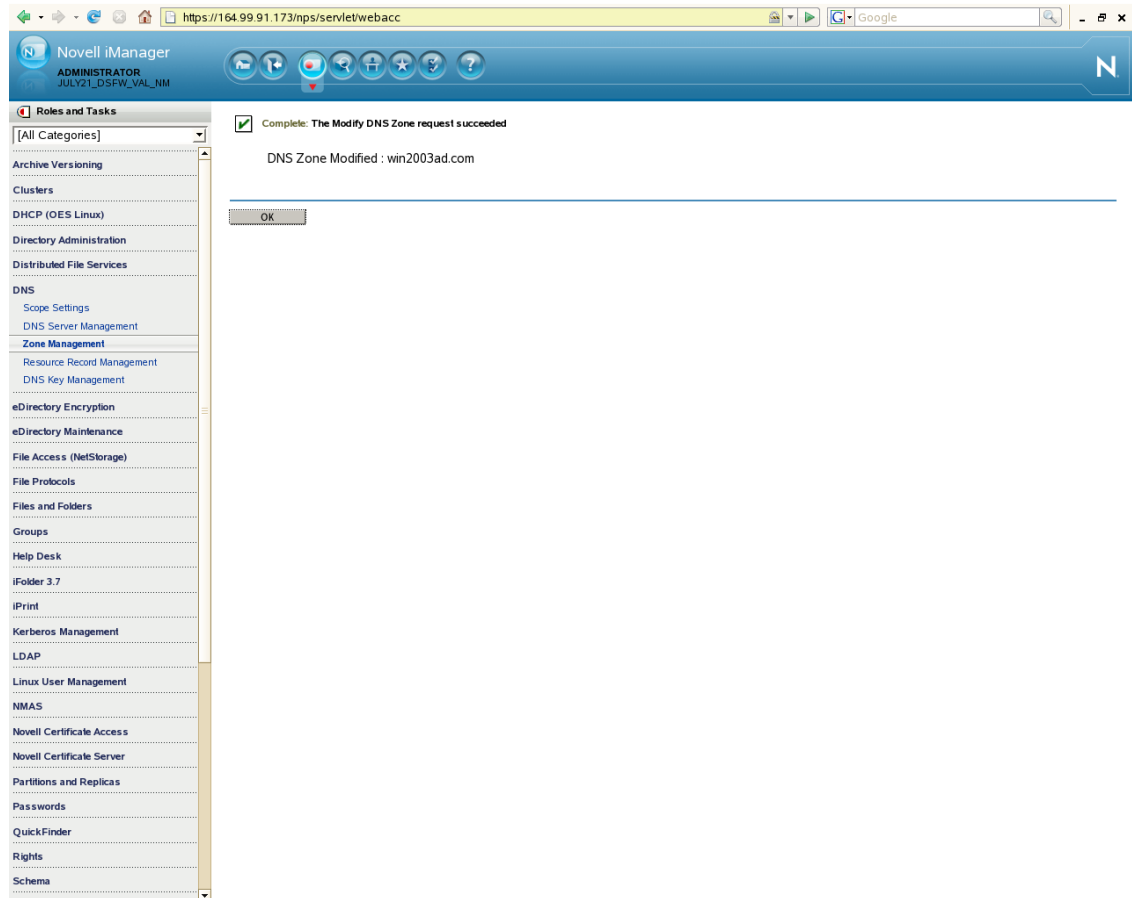 https://164.99.91.173/nps/servlet/webacc
G
Google
N
Novell iManager
ADMINISTRATOR
JULY21_DSFW_VAL_NM
?
N
Roles and Tasks
[All Categories]
Archive Versioning
Clusters
DHCP (OES Linux)
Directory Administration
Distributed File Services
DNS
Scope Settings
DNS Server Management
Zone Management
Resource Record Management
DNS Key Management
eDirectory Encryption
eDirectory Maintenance
File Access (NetStorage)
File Protocols
Files and Folders
Groups
Help Desk
iFolder 3.7
iPrint
Kerberos Management
LDAP
Linux User Management
NMAS
Novell Certificate Access
Novell Certificate Server
Partitions and Replicas
Passwords
QuickFinder
Rights
Schema
Complete: The Modify DNS Zone request succeeded
DNS Zone Modified : win2003ad.com
OK